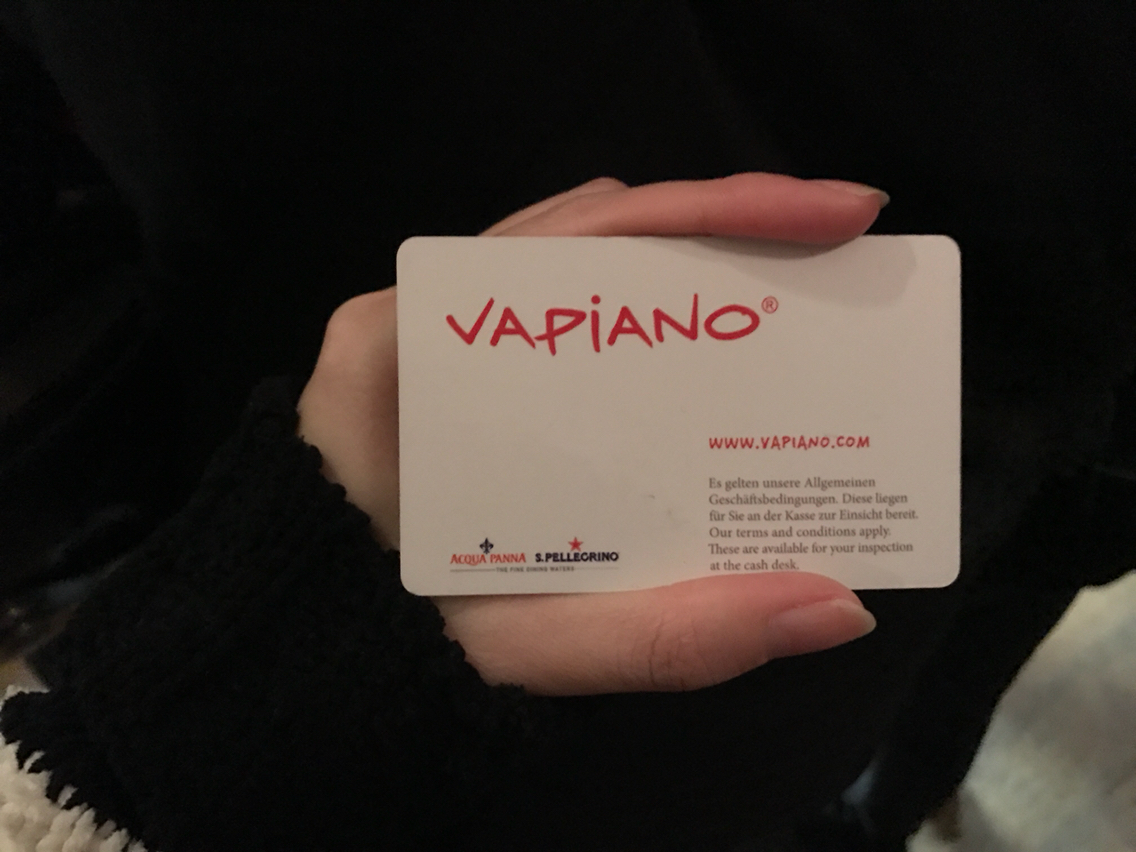 VAPIANO®
WWW.VAPIANO.COM
Es gelten unsere Allgemeinen
Geschäftsbedingungen. Diese liegen
für Sie an der Kasse zur Einsicht bereit.
Our terms and conditions apply.
These are available for your inspection
at the cash desk.
ACQUA PANNA S.PELLEGRINO
THE FINE DINING WATERS